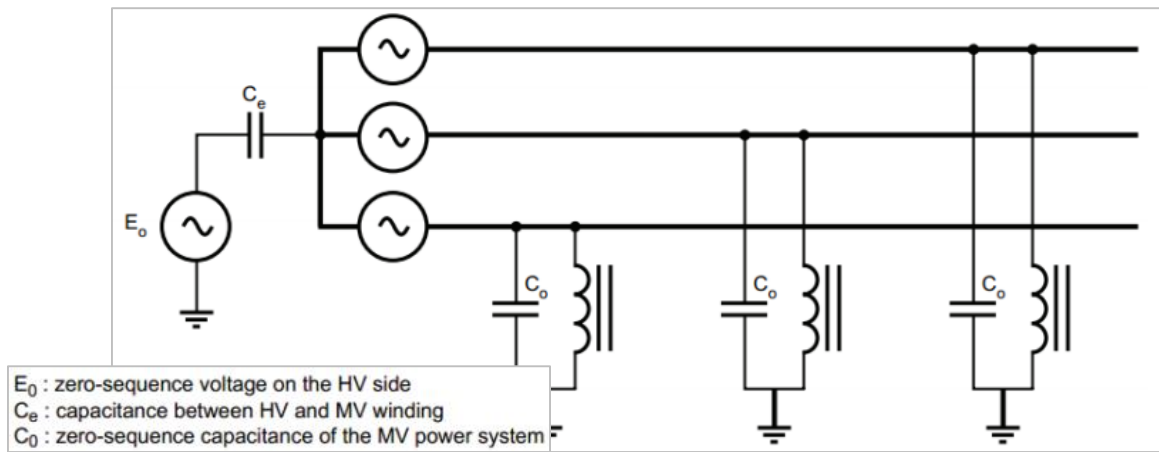 Ce
Eo
Co
Co
Co
E0 : zero-sequence voltage on the HV side
Ce : capacitance between HV and MV winding
C0 : zero-sequence capacitance of the MV power system